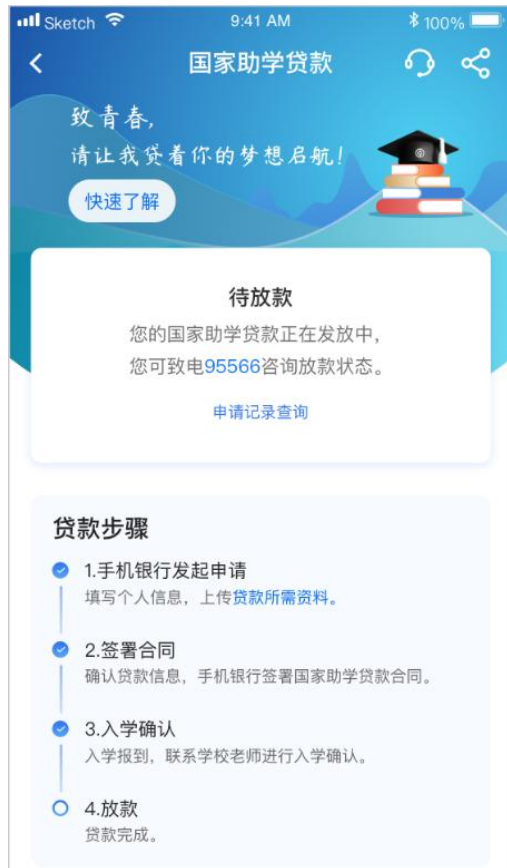 Sketch 9:41 AM 100%
国家助学贷款
致青春,
请让我贷着你的梦想启航!
快速了解
待放款
您的国家助学贷款正在发放中，
您可致电95566咨询放款状态。
申请记录查询
贷款步骤
1.手机银行发起申请
填写个人信息，上传贷款所需资料。
2.签署合同
确认贷款信息，手机银行签署国家助学贷款合同。
3.入学确认
入学报到，联系学校老师进行入学确认。
4.放款
贷款完成。